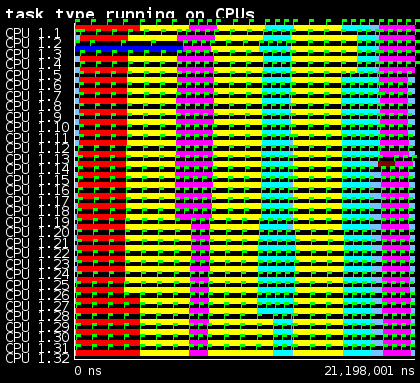 task type running on CPUs
CPU 1.1
CPU 1.2
CPU 1.3
CPU 1.4
CPU 1.5
CPU 1.6
CPU 1.7
CPU 1.8
CPU 1.9
CPU 1.10
CPU 1.11
CPU 1.12
CPU 1.13
CPU 1.14
CPU 1.15
CPU 1.16
CPU 1.17
CPU 1.18
CPU 1.19
CPU 1.20
CPU 1.21
CPU 1.22
CPU 1.23
CPU 1.24
CPU 1.25
CPU 1.26
CPU 1.27
CPU 1.28
CPU 1.29
CPU 1.30
CPU 1.31
CPU 1.32
0 ns 21,198,001 ns